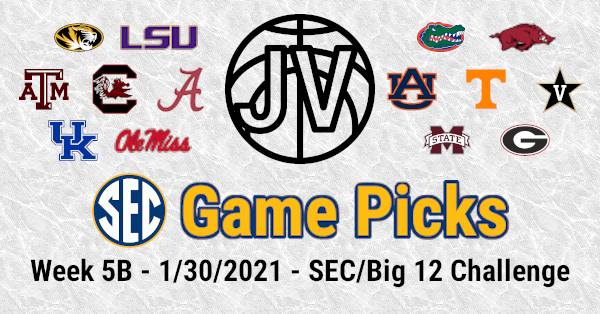 LSU
JV
ATM
C
A
AU
T
V
UK
Ole Miss
M
STATE
G
SEC Game Picks
Week 5B - 1/30/2021 - SEC/Big 12 Challenge